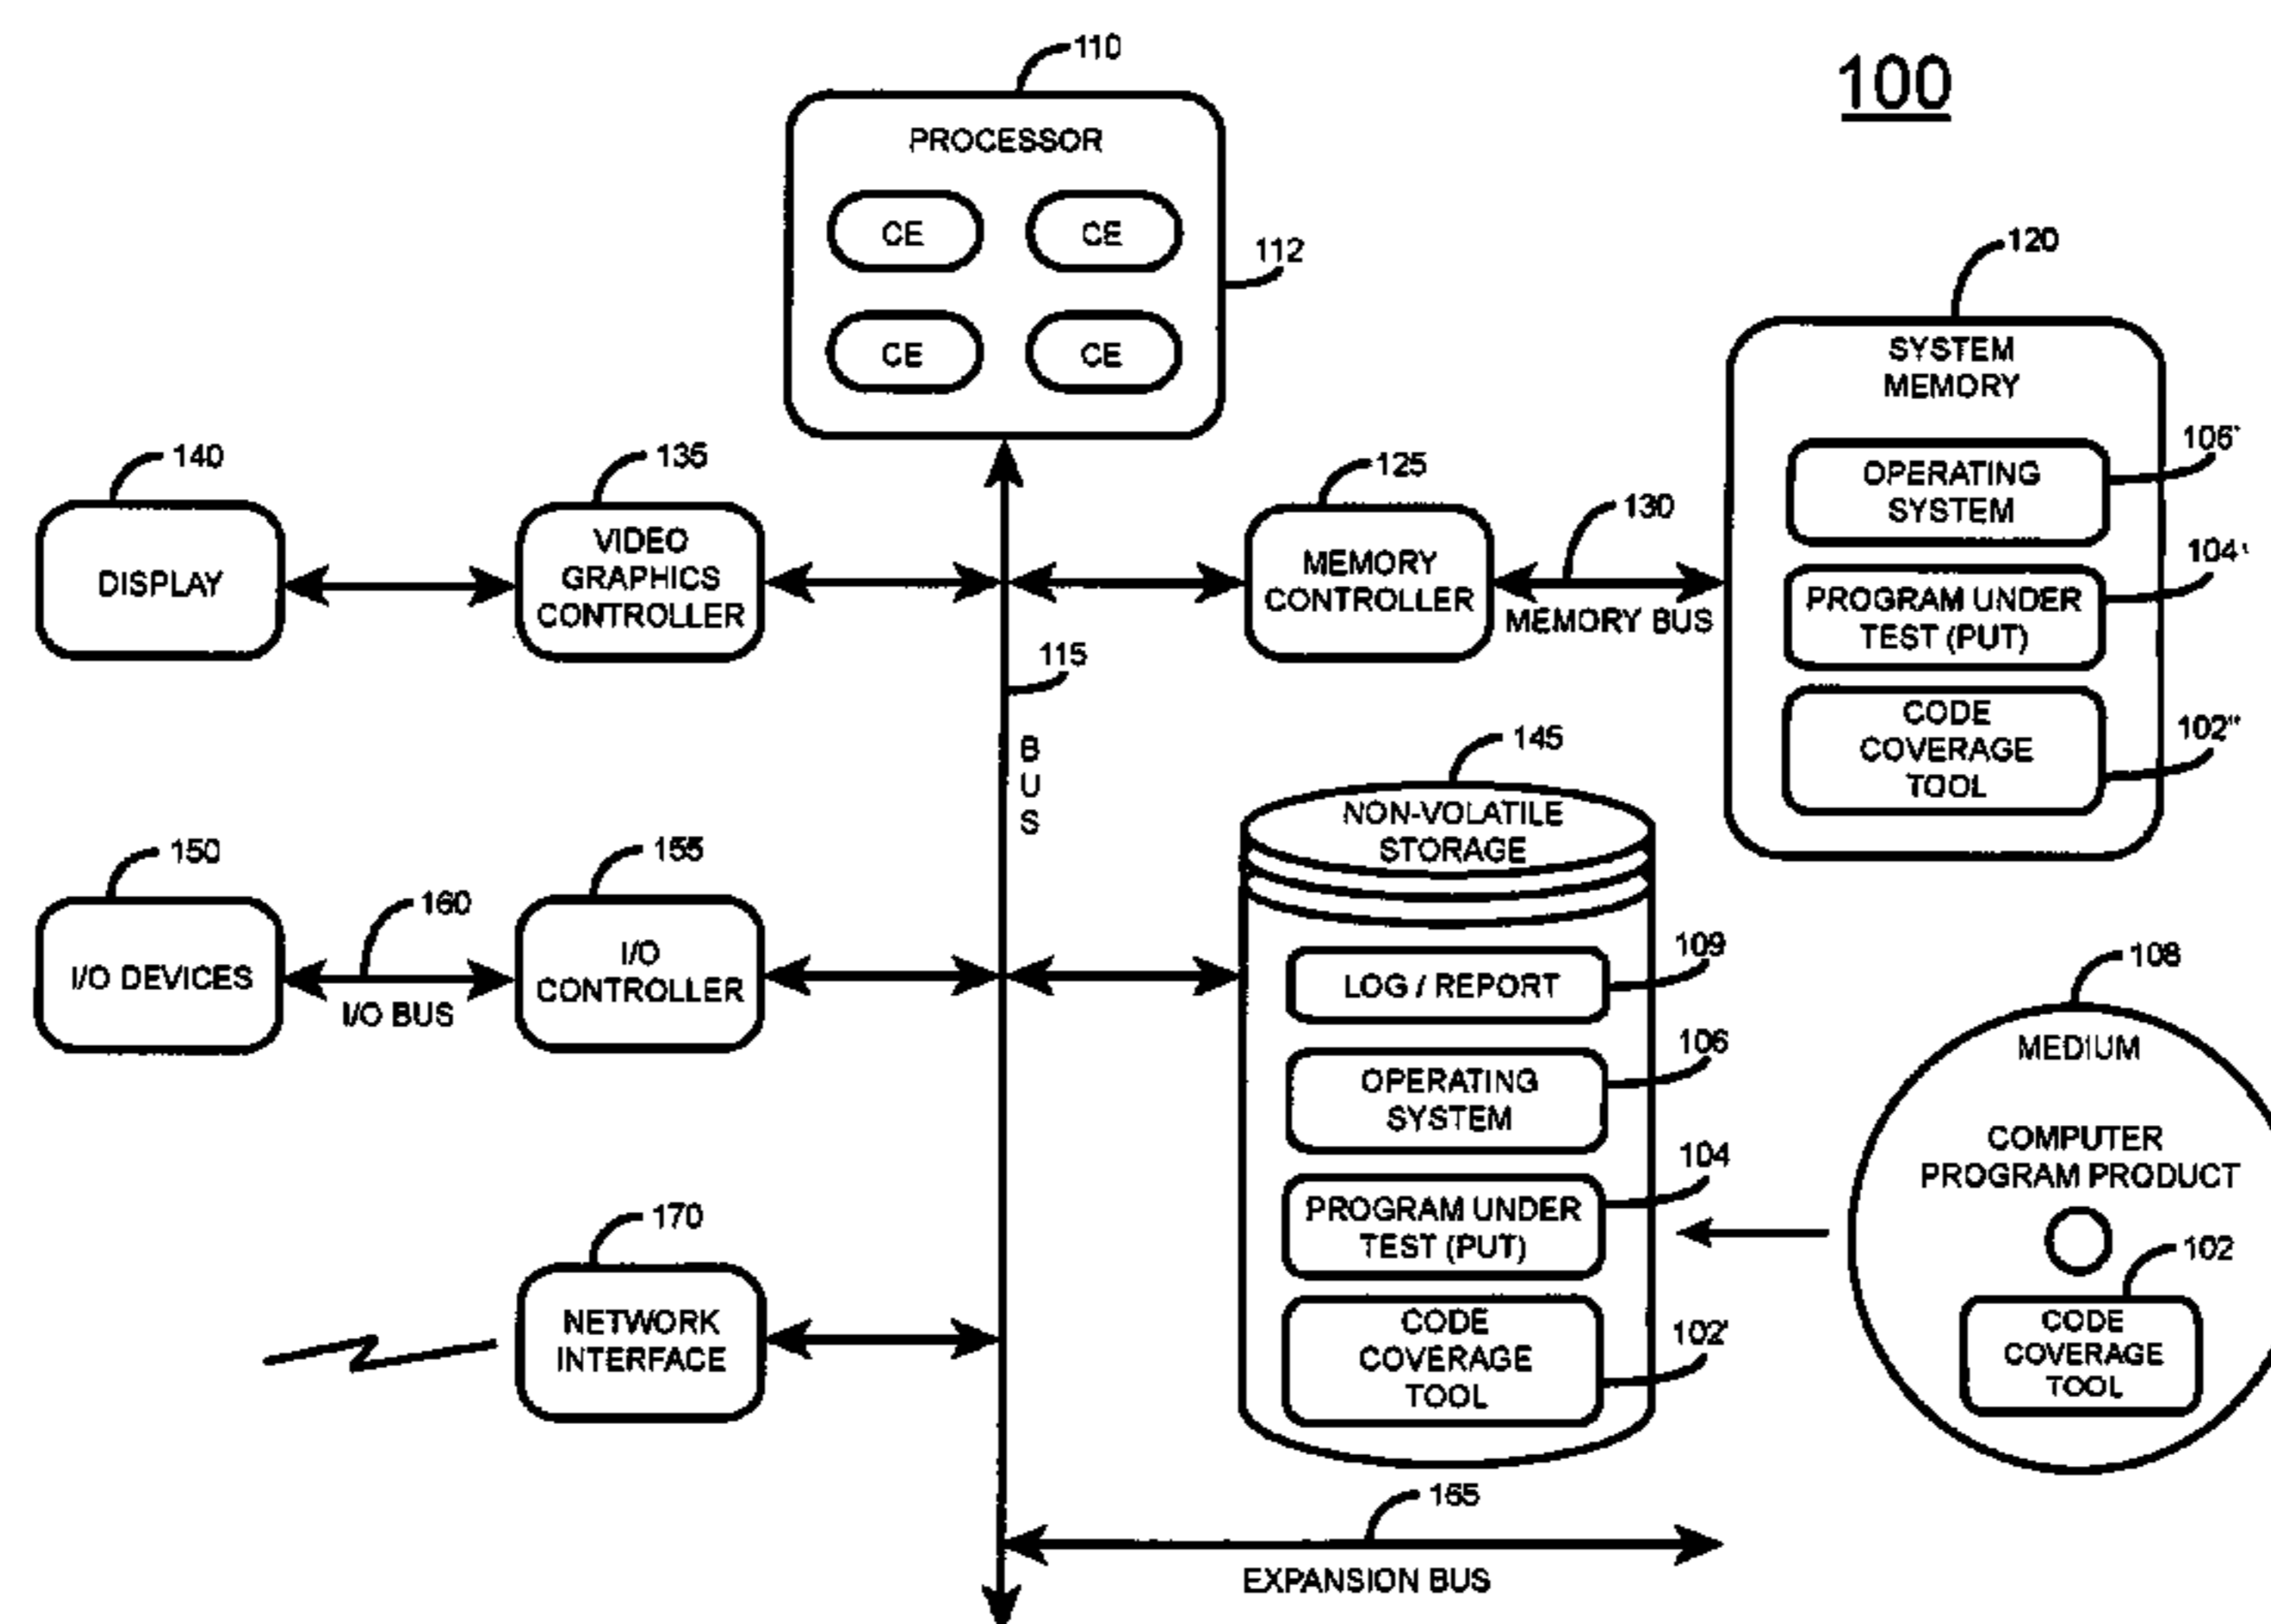 110
100
PROCESSOR
CE
CE
112
CE
CE
120
SYSTEM
MEMORY
106'
OPERATING
SYSTEM
104'
PROGRAM UNDER
TEST (PUT)
102"
CODE
COVERAGE
TOOL
140
DISPLAY
135
VIDEO
GRAPHICS
CONTROLLER
125
MEMORY
CONTROLLER
130
MEMORY BUS
115
BUS
145
NON-VOLATILE
STORAGE
109
LOG / REPORT
106
OPERATING
SYSTEM
104
PROGRAM UNDER
TEST (PUT)
102'
CODE
COVERAGE
TOOL
150
I/O DEVICES
160
I/O BUS
155
I/O
CONTROLLER
170
NETWORK
INTERFACE
108
MEDIUM
COMPUTER
PROGRAM PRODUCT
102
CODE
COVERAGE
TOOL
165
EXPANSION BUS